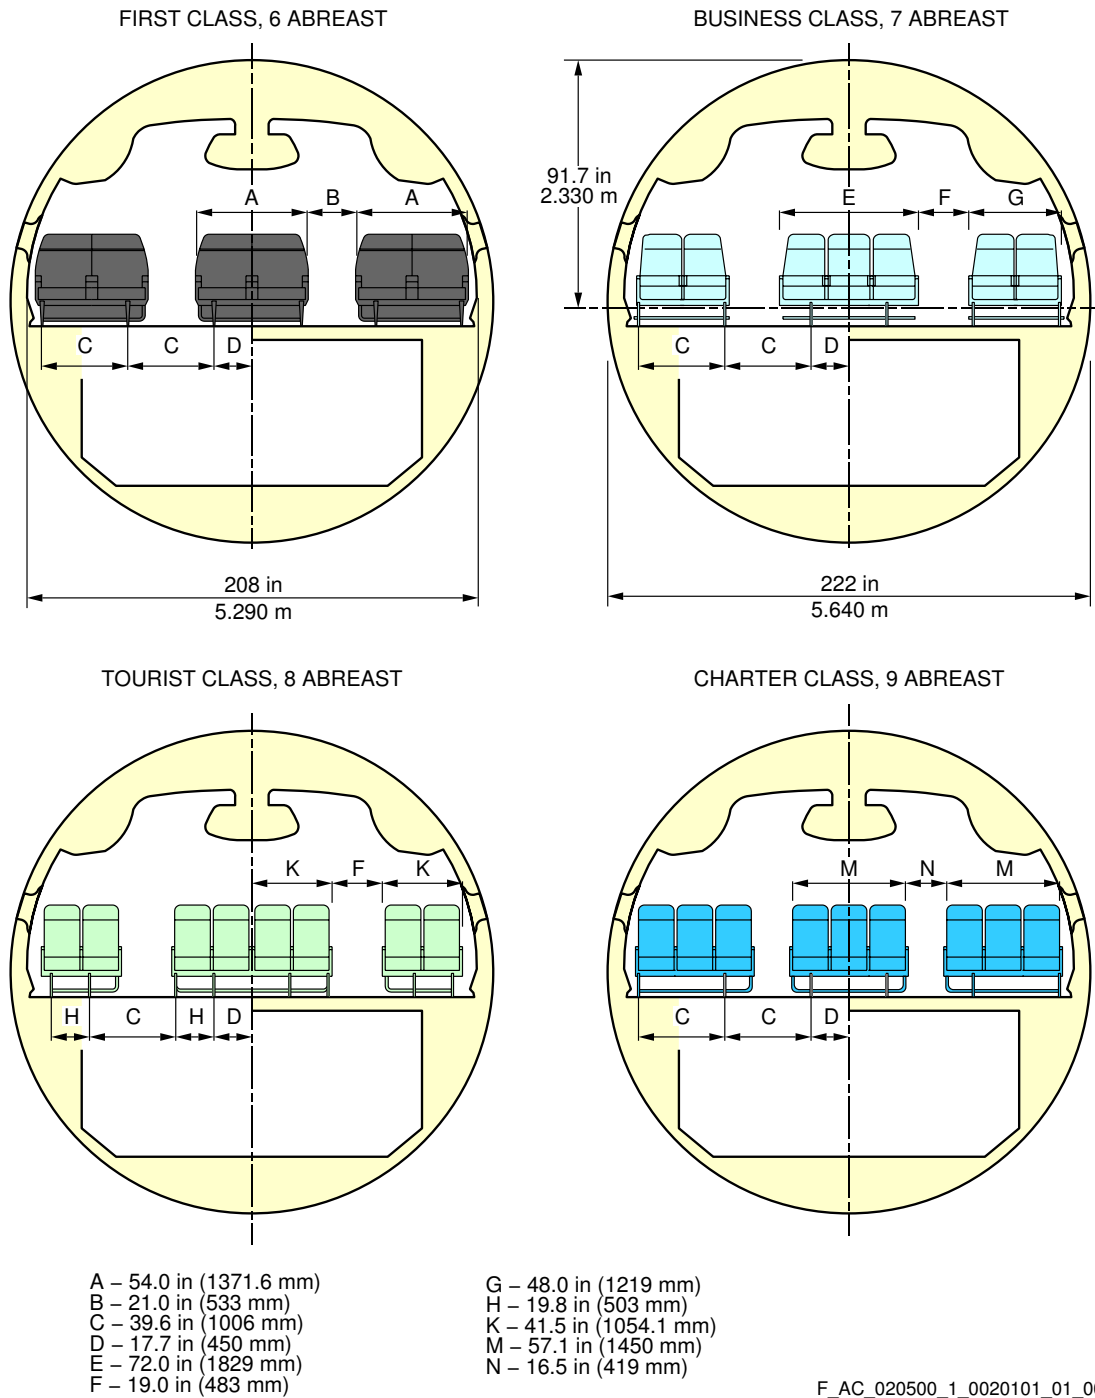 FIRST CLASS, 6 ABREAST
BUSINESS CLASS, 7 ABREAST
91.7 in
2.330 m
A
B
A
E
F
G
C
C
D
C
C
D
208 in
5.290 m
222 in
5.640 m
TOURIST CLASS, 8 ABREAST
CHARTER CLASS, 9 ABREAST
K
F
K
M
N
M
H
C
H
D
C
C
D
A – 54.0 in (1371.6 mm)
B – 21.0 in (533 mm)
C – 39.6 in (1006 mm)
D – 17.7 in (450 mm)
E – 72.0 in (1829 mm)
F – 19.0 in (483 mm)
G – 48.0 in (1219 mm)
H – 19.8 in (503 mm)
K – 41.5 in (1054.1 mm)
M – 57.1 in (1450 mm)
N – 16.5 in (419 mm)
F_AC_020500_1_0020101_01_0